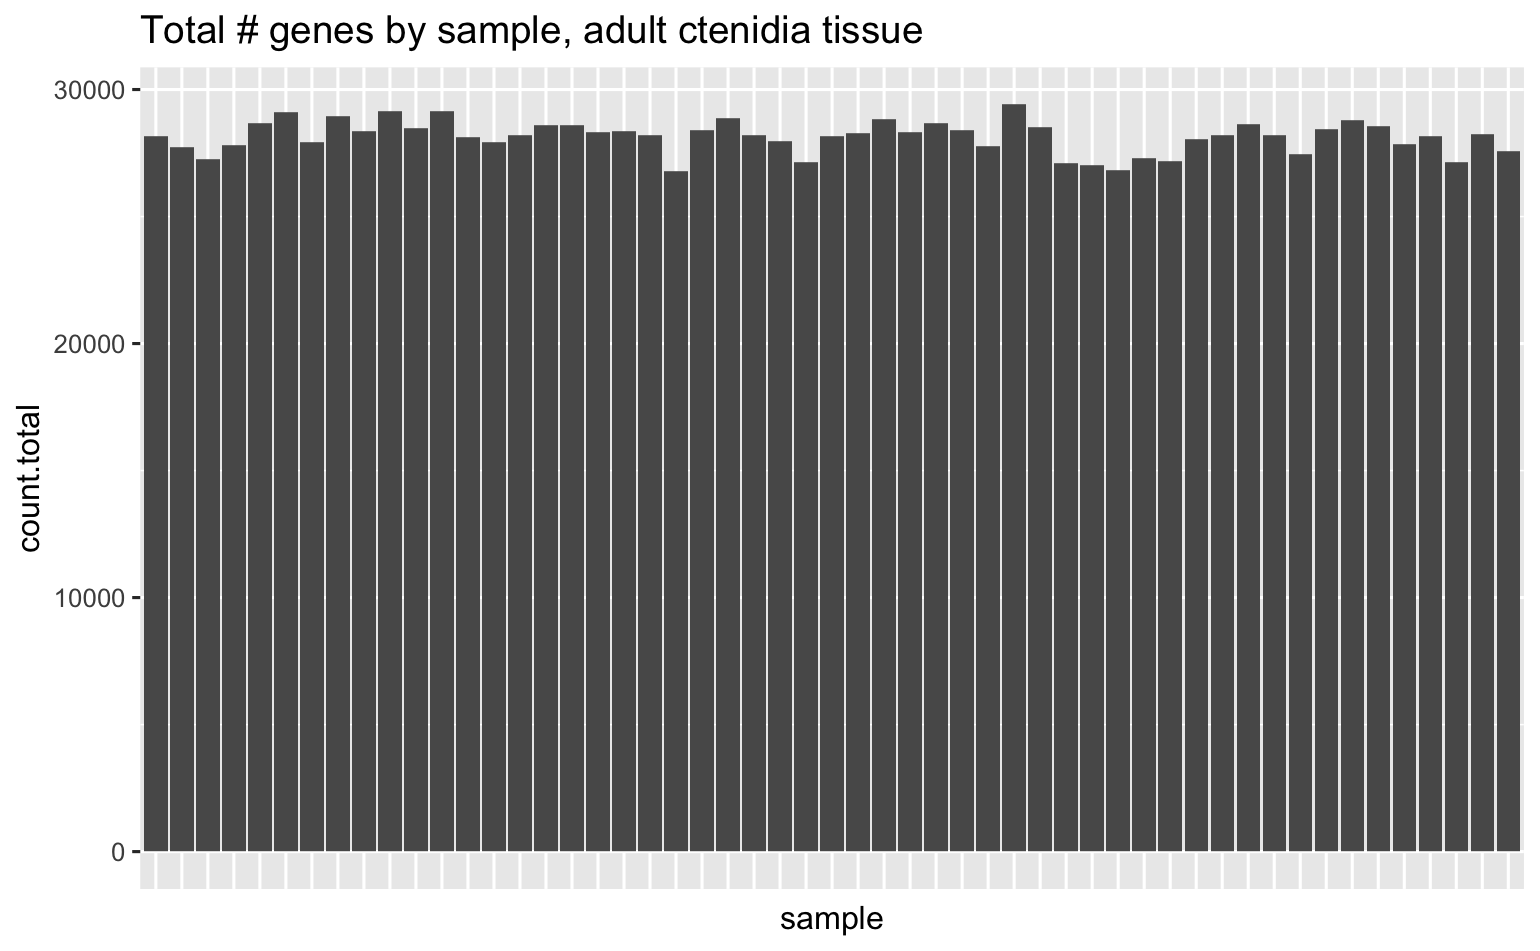 Total # genes by sample, adult ctenidia tissue
30000
20000
10000
0
count.total
sample